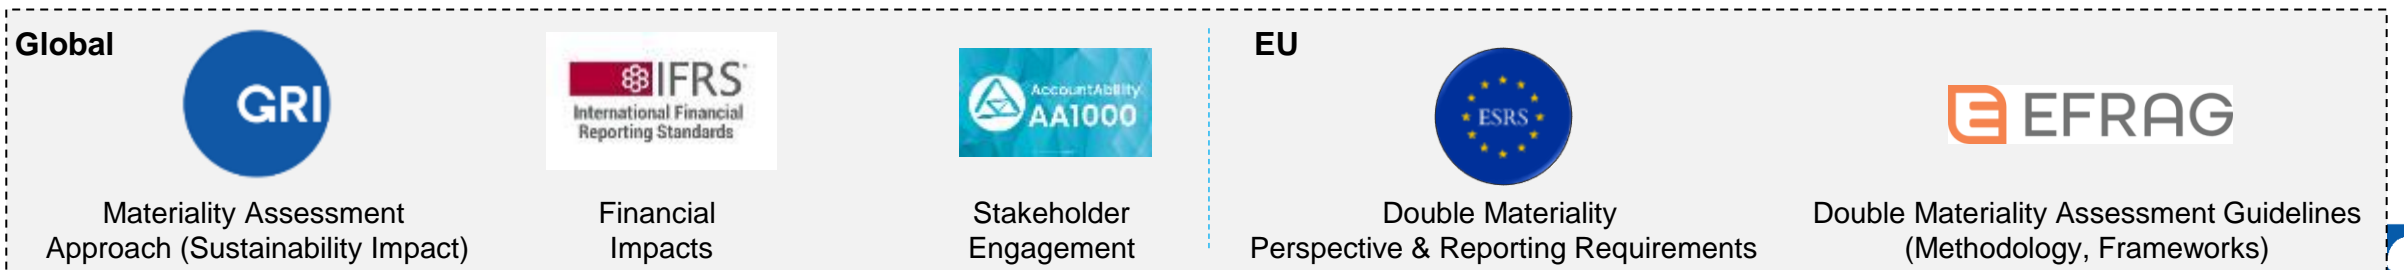 Global
GRI
Materiality Assessment
Approach (Sustainability Impact)
IFRS
International Financial
Reporting Standards
Financial
Impacts
AccountAbility
AA1000
Stakeholder
Engagement
EU
ESRS
Double Materiality
Perspective & Reporting Requirements
EFRAG
Double Materiality Assessment Guidelines
(Methodology, Frameworks)